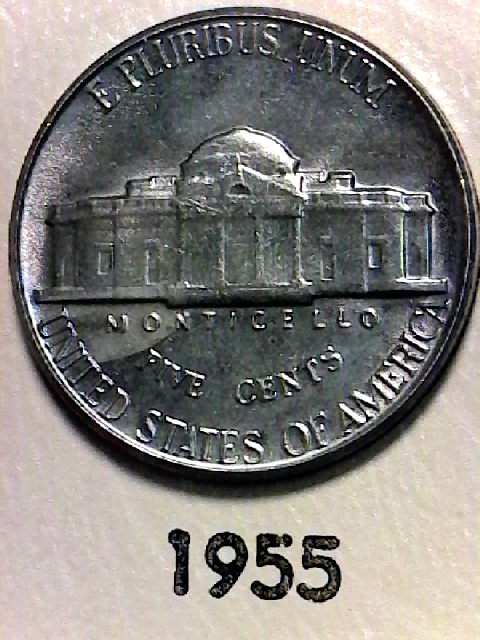 E PLURIBUS UNUM
MONTICELLO
FIVE CENTS
UNITED STATES OF AMERICA
1955